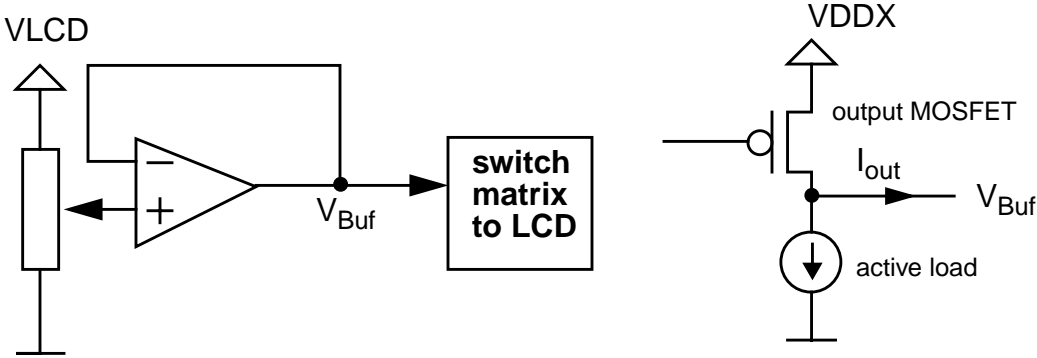 VLCD
−
+
V_Buf
switch
matrix
to LCD
VDDX
output MOSFET
I_out
V_Buf
active load